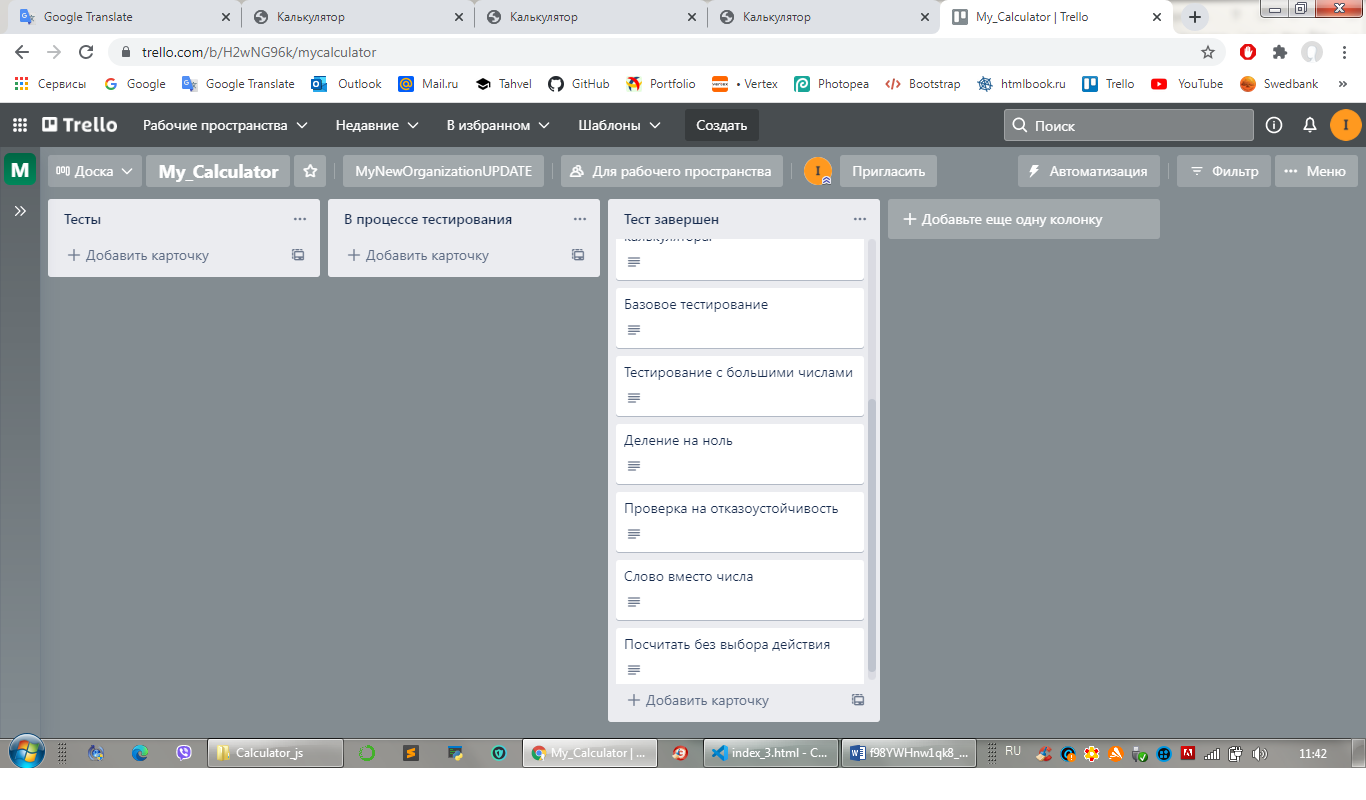 Google Translate
Калькулятор
Калькулятор
Калькулятор
My_Calculator | Trello
trello.com/b/H2wNG96k/mycalculator
Сервисы Google Google Translate Outlook Mail.ru Tahvel GitHub Portfolio • Vertex Photopea Bootstrap htmlbook.ru Trello YouTube Swedbank »
Trello Рабочие пространства Недавние В избранном Шаблоны Создать Поиск I
M Доска My_Calculator MyNewOrganizationUPDATE Для рабочего пространства I Пригласить Автоматизация Фильтр Меню
Тесты
+ Добавить карточку
В процессе тестирования
+ Добавить карточку
Тест завершен
калькулятора.
Базовое тестирование
Тестирование с большими числами
Деление на ноль
Проверка на отказоустойчивость
Слово вместо числа
Посчитать без выбора действия
+ Добавить карточку
+ Добавьте еще одну колонку
Calculator_js My_Calculator | ... index_3.html - C... f98YWHnw1qk8_... RU 11:42